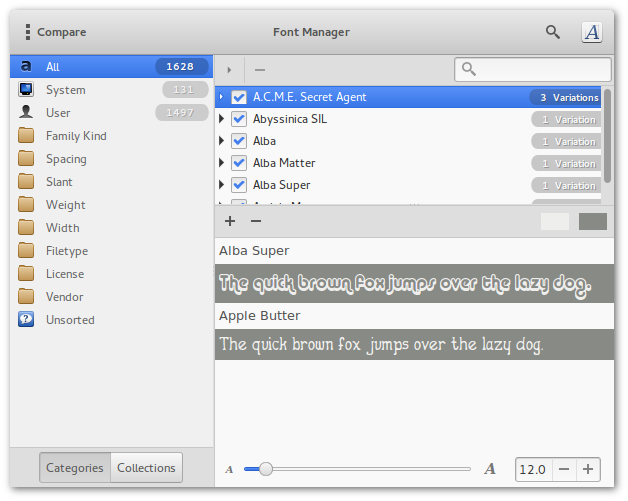 Compare
Font Manager
All 1628
System 131
User 1497
Family Kind
Spacing
Slant
Weight
Width
Filetype
License
Vendor
Unsorted
A.C.M.E. Secret Agent 3 Variations
Abyssinica SIL 1 Variation
Alba 1 Variation
Alba Matter 1 Variation
Alba Super 1 Variation
Alba Super
The quick brown fox jumps over the lazy dog.
Apple Butter
The quick brown fox jumps over the lazy dog.
Categories
Collections
A
A
12.0